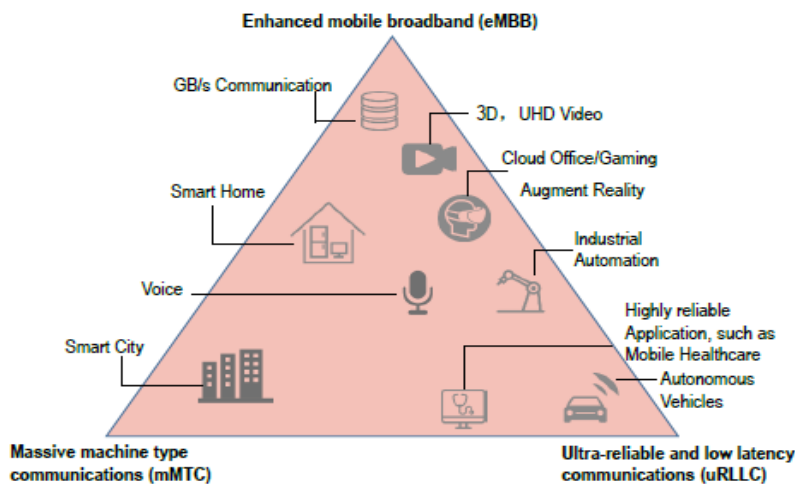 Enhanced mobile broadband (eMBB)
GB/s Communication
3D, UHD Video
Cloud Office/Gaming
Augment Reality
Smart Home
Industrial
Automation
Voice
Highly reliable
Application, such as
Mobile Healthcare
Smart City
Autonomous
Vehicles
Massive machine type
communications (mMTC)
Ultra-reliable and low latency
communications (uRLLC)